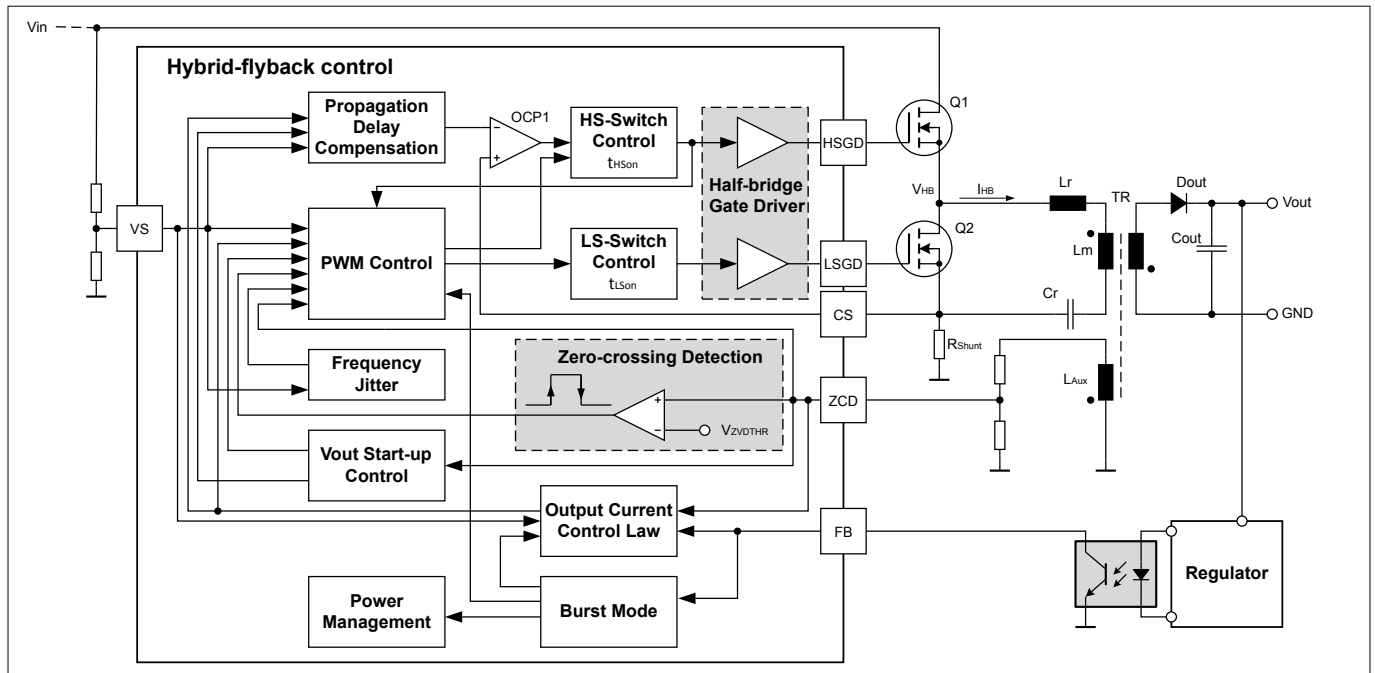 Vin
Hybrid-flyback control
Propagation
Delay
Compensation
OCP1
−
+
HS-Switch
Control
tHSon
Half-bridge
Gate Driver
HSGD
Q1
VHB
IHB
Lr
TR
Dout
Vout
VS
PWM Control
LS-Switch
Control
tLSon
LSGD
Q2
Lm
Cout
CS
Cr
GND
RShunt
Frequency
Jitter
Zero-crossing Detection
+
−
VZVDTHR
ZCD
LAux
Vout Start-up
Control
Output Current
Control Law
FB
Regulator
Power
Management
Burst Mode